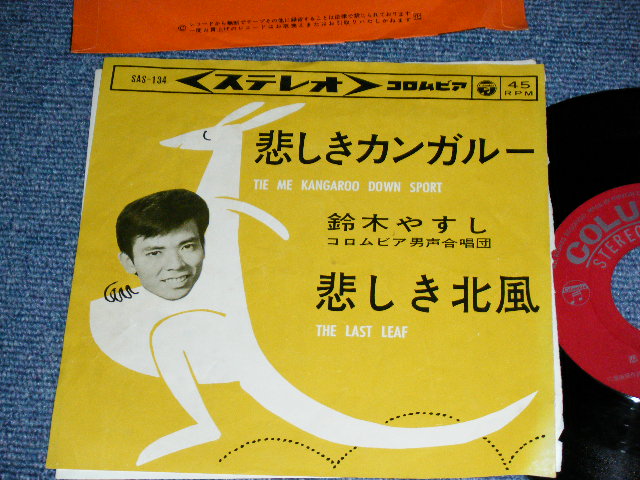 SAS-134
<ステレオ>
コロムビア
45 RPM
悲しきカンガルー
TIE ME KANGAROO DOWN SPORT
鈴木やすし
コロムビア男声合唱団
悲しき北風
THE LAST LEAF
COLU
STEREO